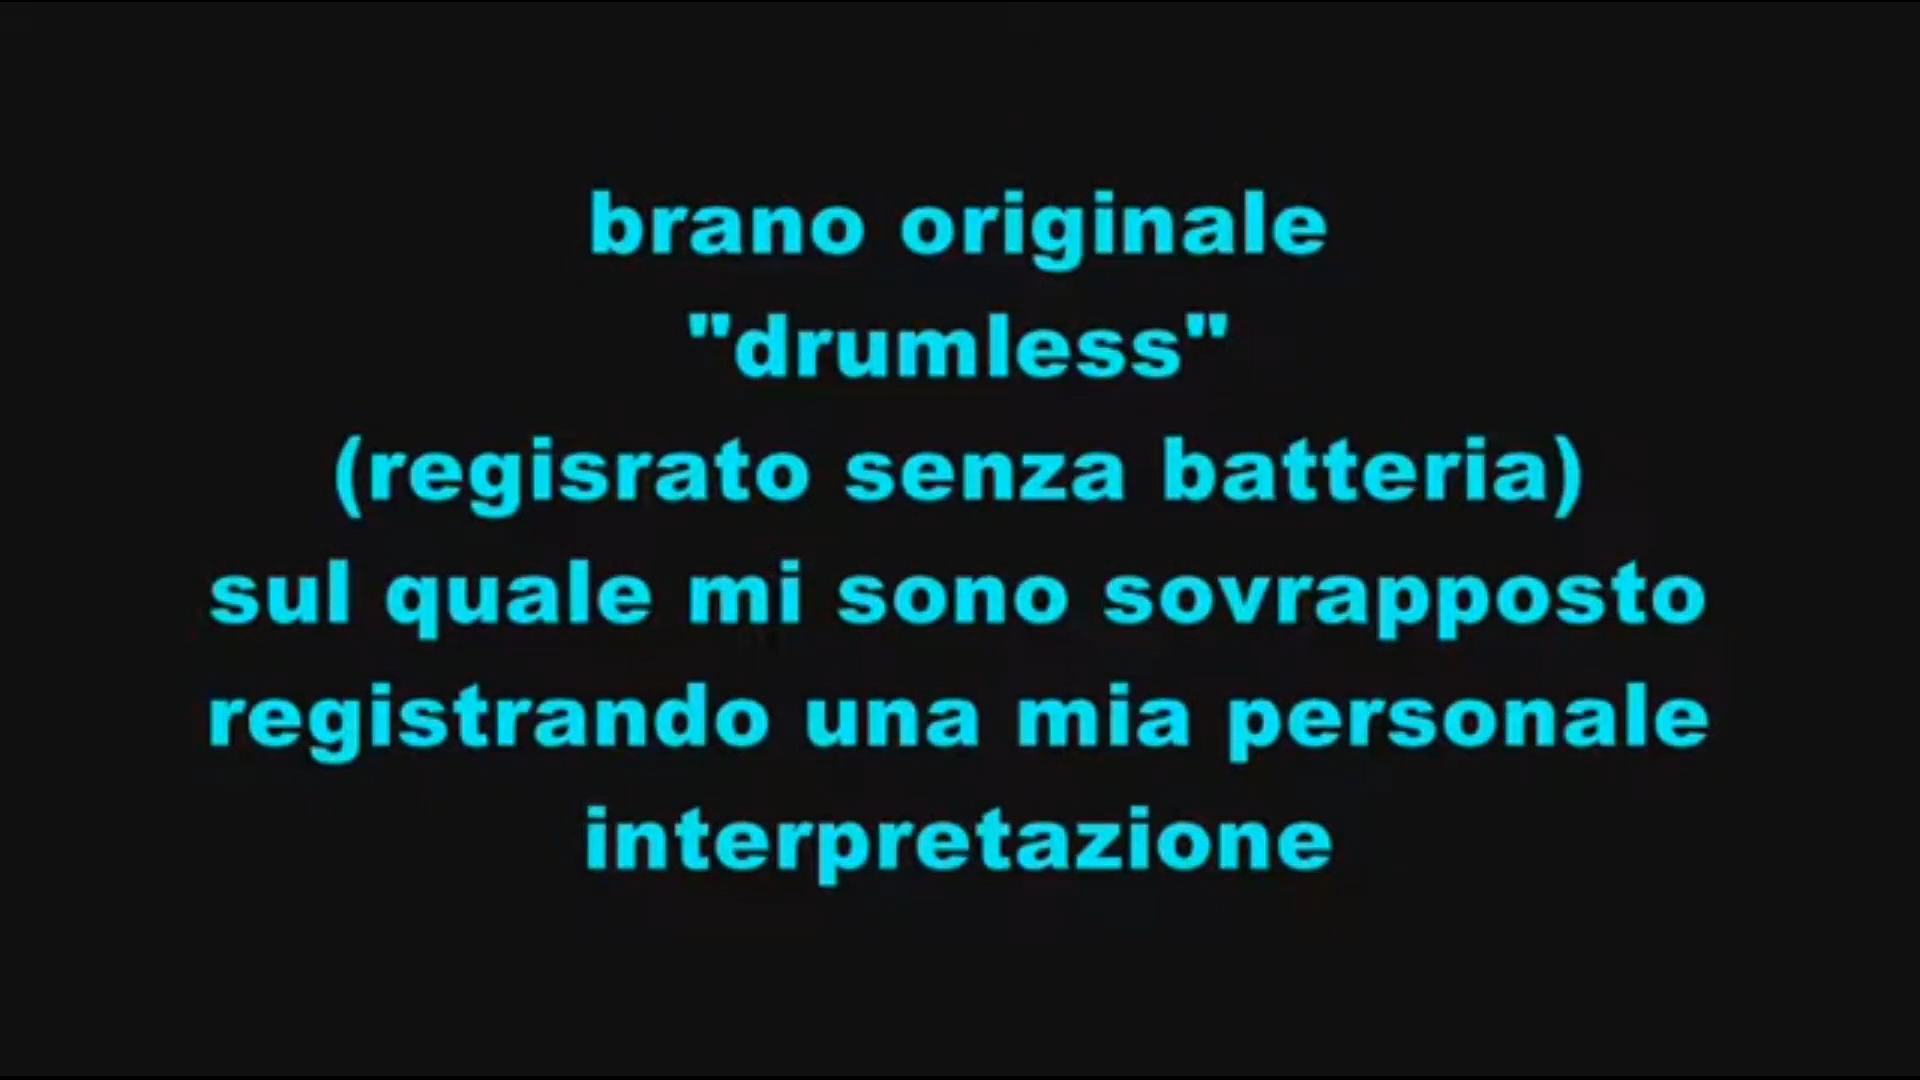 brano originale
"drumless"
(regisrato senza batteria)
sul quale mi sono sovrapposto
registrando una mia personale
interpretazione